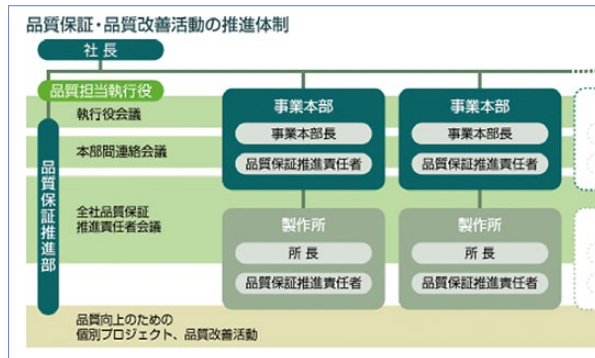 品質保証・品質改善活動の推進体制
社長
品質担当執行役
執行役会議
本部間連絡会議
全社品質保証
推進責任者会議
品質保証推進部
事業本部
事業本部長
品質保証推進責任者
製作所
所長
品質保証推進責任者
事業本部
事業本部長
品質保証推進責任者
製作所
所長
品質保証推進責任者
品質向上のための
個別プロジェクト、品質改善活動